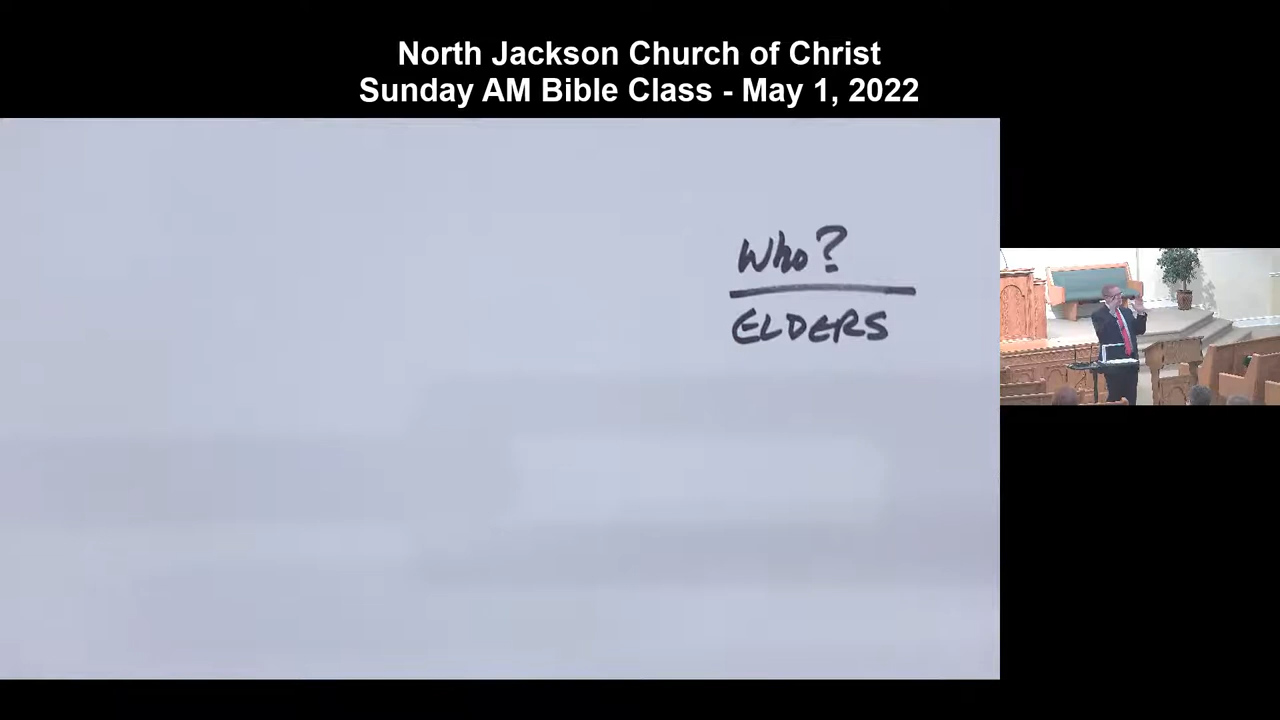 North Jackson Church of Christ
Sunday AM Bible Class - May 1, 2022
Who?
ELDERS